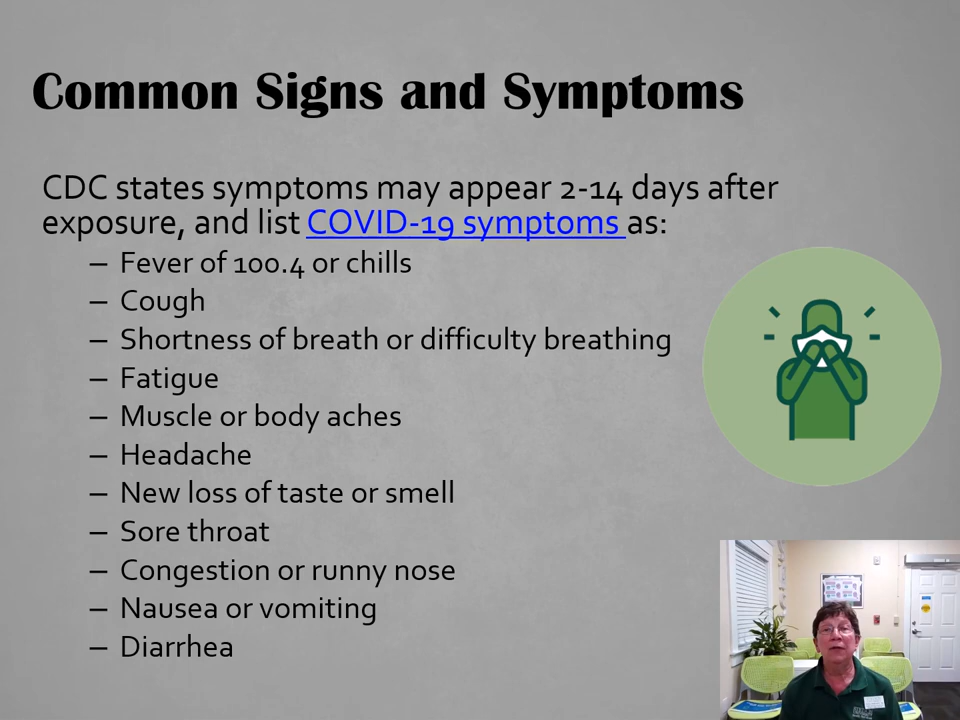 Common Signs and Symptoms
CDC states symptoms may appear 2-14 days after
exposure, and list COVID-19 symptoms as:
– Fever of 100.4 or chills
– Cough
– Shortness of breath or difficulty breathing
– Fatigue
– Muscle or body aches
– Headache
– New loss of taste or smell
– Sore throat
– Congestion or runny nose
– Nausea or vomiting
– Diarrhea